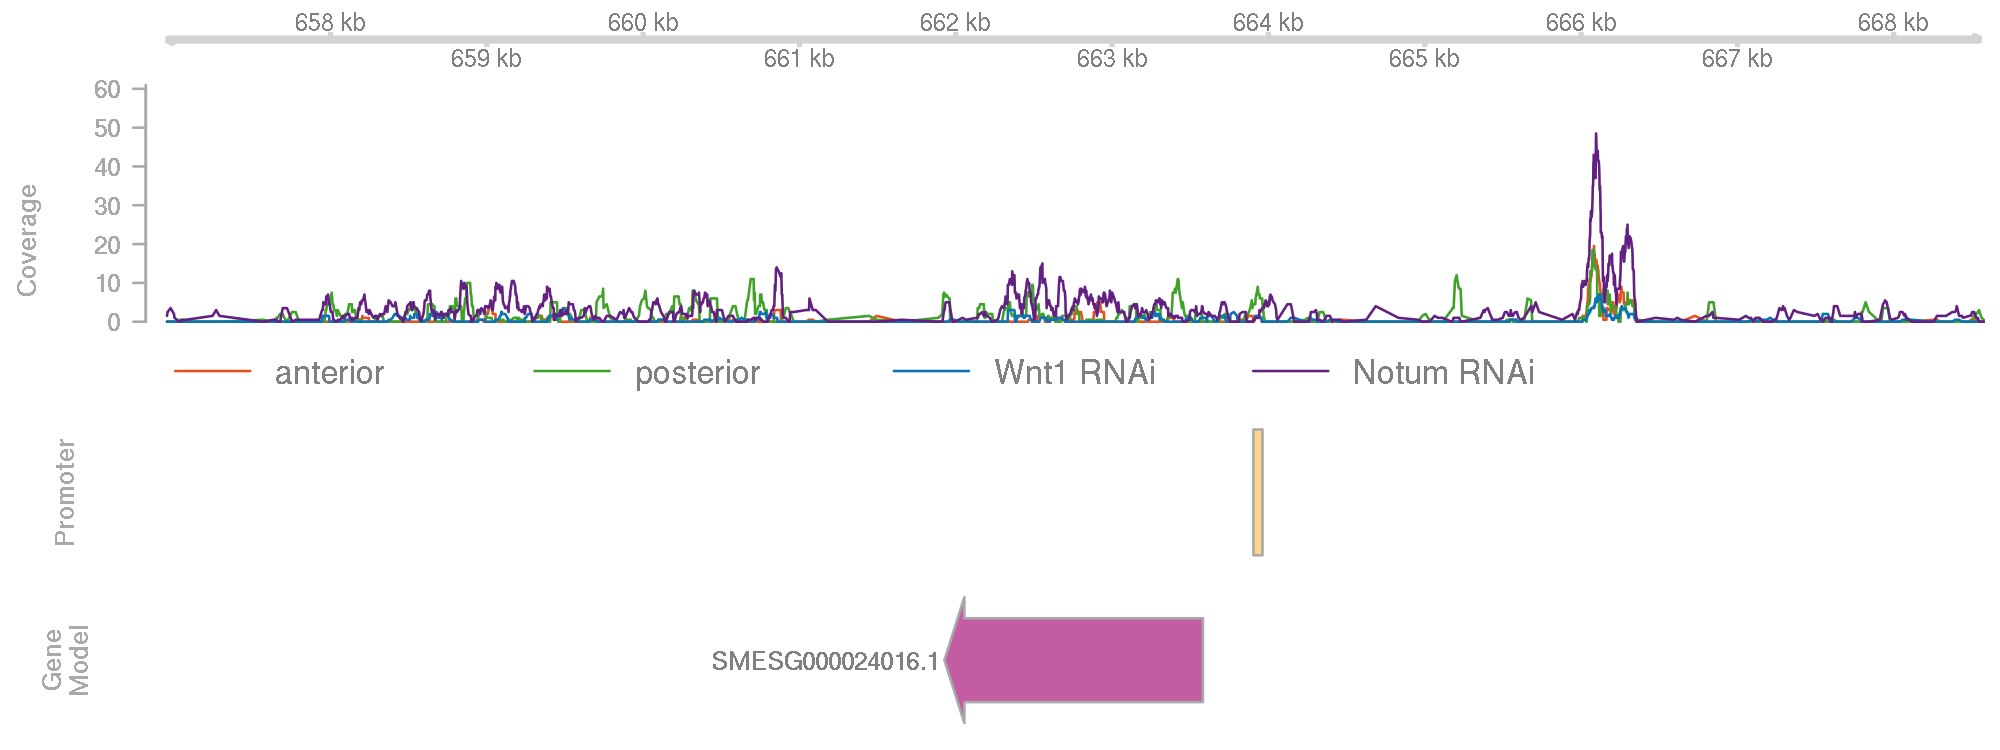 658 kb 660 kb 662 kb 664 kb 666 kb 668 kb
659 kb 661 kb 663 kb 665 kb 667 kb
60
50
40
30
20
10
0
Coverage
anterior posterior Wnt1 RNAi Notum RNAi
Promoter
Gene
Model
SMESG000024016.1